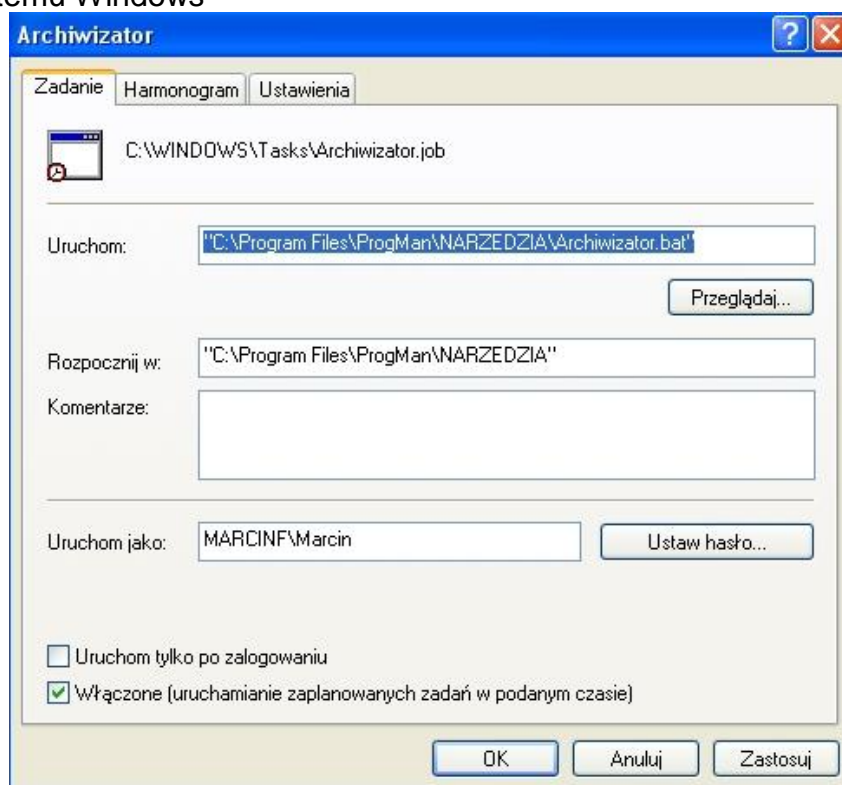 temu Windows
Archiwizator
Zadanie Harmonogram Ustawienia
C:\WINDOWS\Tasks\Archiwizator.job
Uruchom: "C:\Program Files\ProgMan\NARZEDZIA\Archiwizator.bat"
Przeglądaj...
Rozpocznij w: "C:\Program Files\ProgMan\NARZEDZIA"
Komentarze:
Uruchom jako: MARCINF\Marcin Ustaw hasło...
Uruchom tylko po zalogowaniu
Włączone (uruchamianie zaplanowanych zadań w podanym czasie)
OK Anuluj Zastosuj